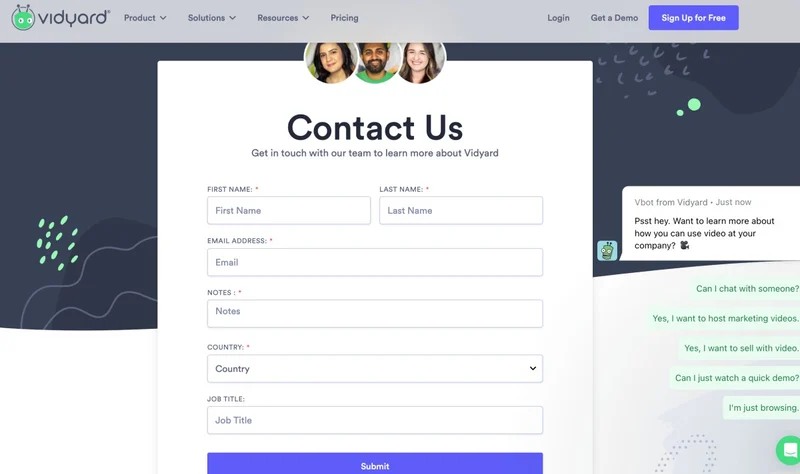 vidyard®
Product
Solutions
Resources
Pricing
Login
Get a Demo
Sign Up for Free
Contact Us
Get in touch with our team to learn more about Vidyard
FIRST NAME: *
LAST NAME: *
First Name
Last Name
EMAIL ADDRESS: *
Email
NOTES : *
Notes
COUNTRY: *
Country
JOB TITLE:
Job Title
Submit
Vbot from Vidyard • Just now
Psst hey. Want to learn more about
how you can use video at your
company?
Can I chat with someone?
Yes, I want to host marketing videos.
Yes, I want to sell with video.
Can I just watch a quick demo?
I'm just browsing.